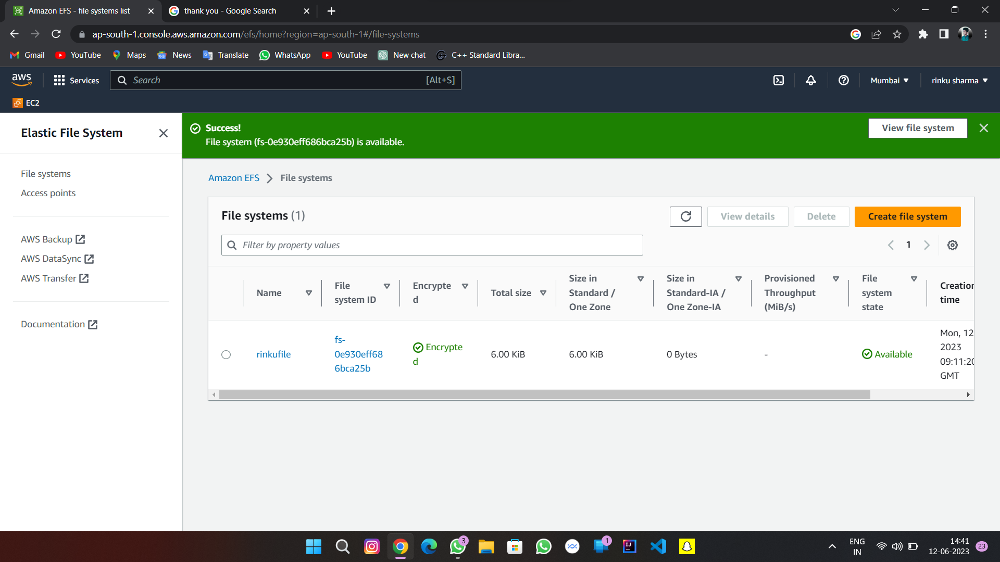 Amazon EFS - file systems list
thank you - Google Search
ap-south-1.console.aws.amazon.com/efs/home?region=ap-south-1#/file-systems
Gmail YouTube Maps News Translate WhatsApp YouTube New chat C++ Standard Libra...
aws Services Search [Alt+S] Mumbai rinku sharma
EC2
Elastic File System
File systems
Access points
AWS Backup
AWS DataSync
AWS Transfer
Documentation
Success!
File system (fs-0e930eff686bca25b) is available.
View file system
Amazon EFS File systems
File systems (1)
View details Delete Create file system
Filter by property values
1
Name
File
system ID
Encrypte
d
Total size
Size in
Standard /
One Zone
Size in
Standard-IA /
One Zone-IA
Provisioned
Throughput
(MiB/s)
File
system
state
Creation
time
rinkufile
fs-
0e930eff68
6bca25b
Encrypte
d
6.00 KiB
6.00 KiB
0 Bytes
-
Available
Mon, 12
2023
09:11:20
GMT
3
1
IJ
ENG
IN
14:41
12-06-2023
23